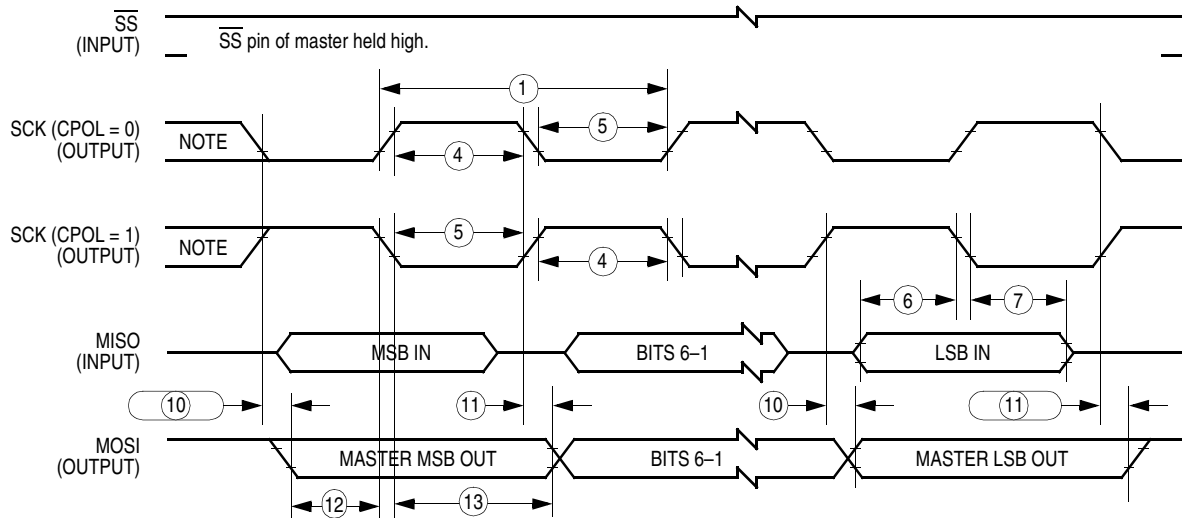 SS
(INPUT)
SS pin of master held high.
1
SCK (CPOL = 0)
(OUTPUT)
NOTE
5
4
SCK (CPOL = 1)
(OUTPUT)
NOTE
5
4
6
7
MISO
(INPUT)
MSB IN
BITS 6–1
LSB IN
10
11
10
11
MOSI
(OUTPUT)
MASTER MSB OUT
BITS 6–1
MASTER LSB OUT
12
13